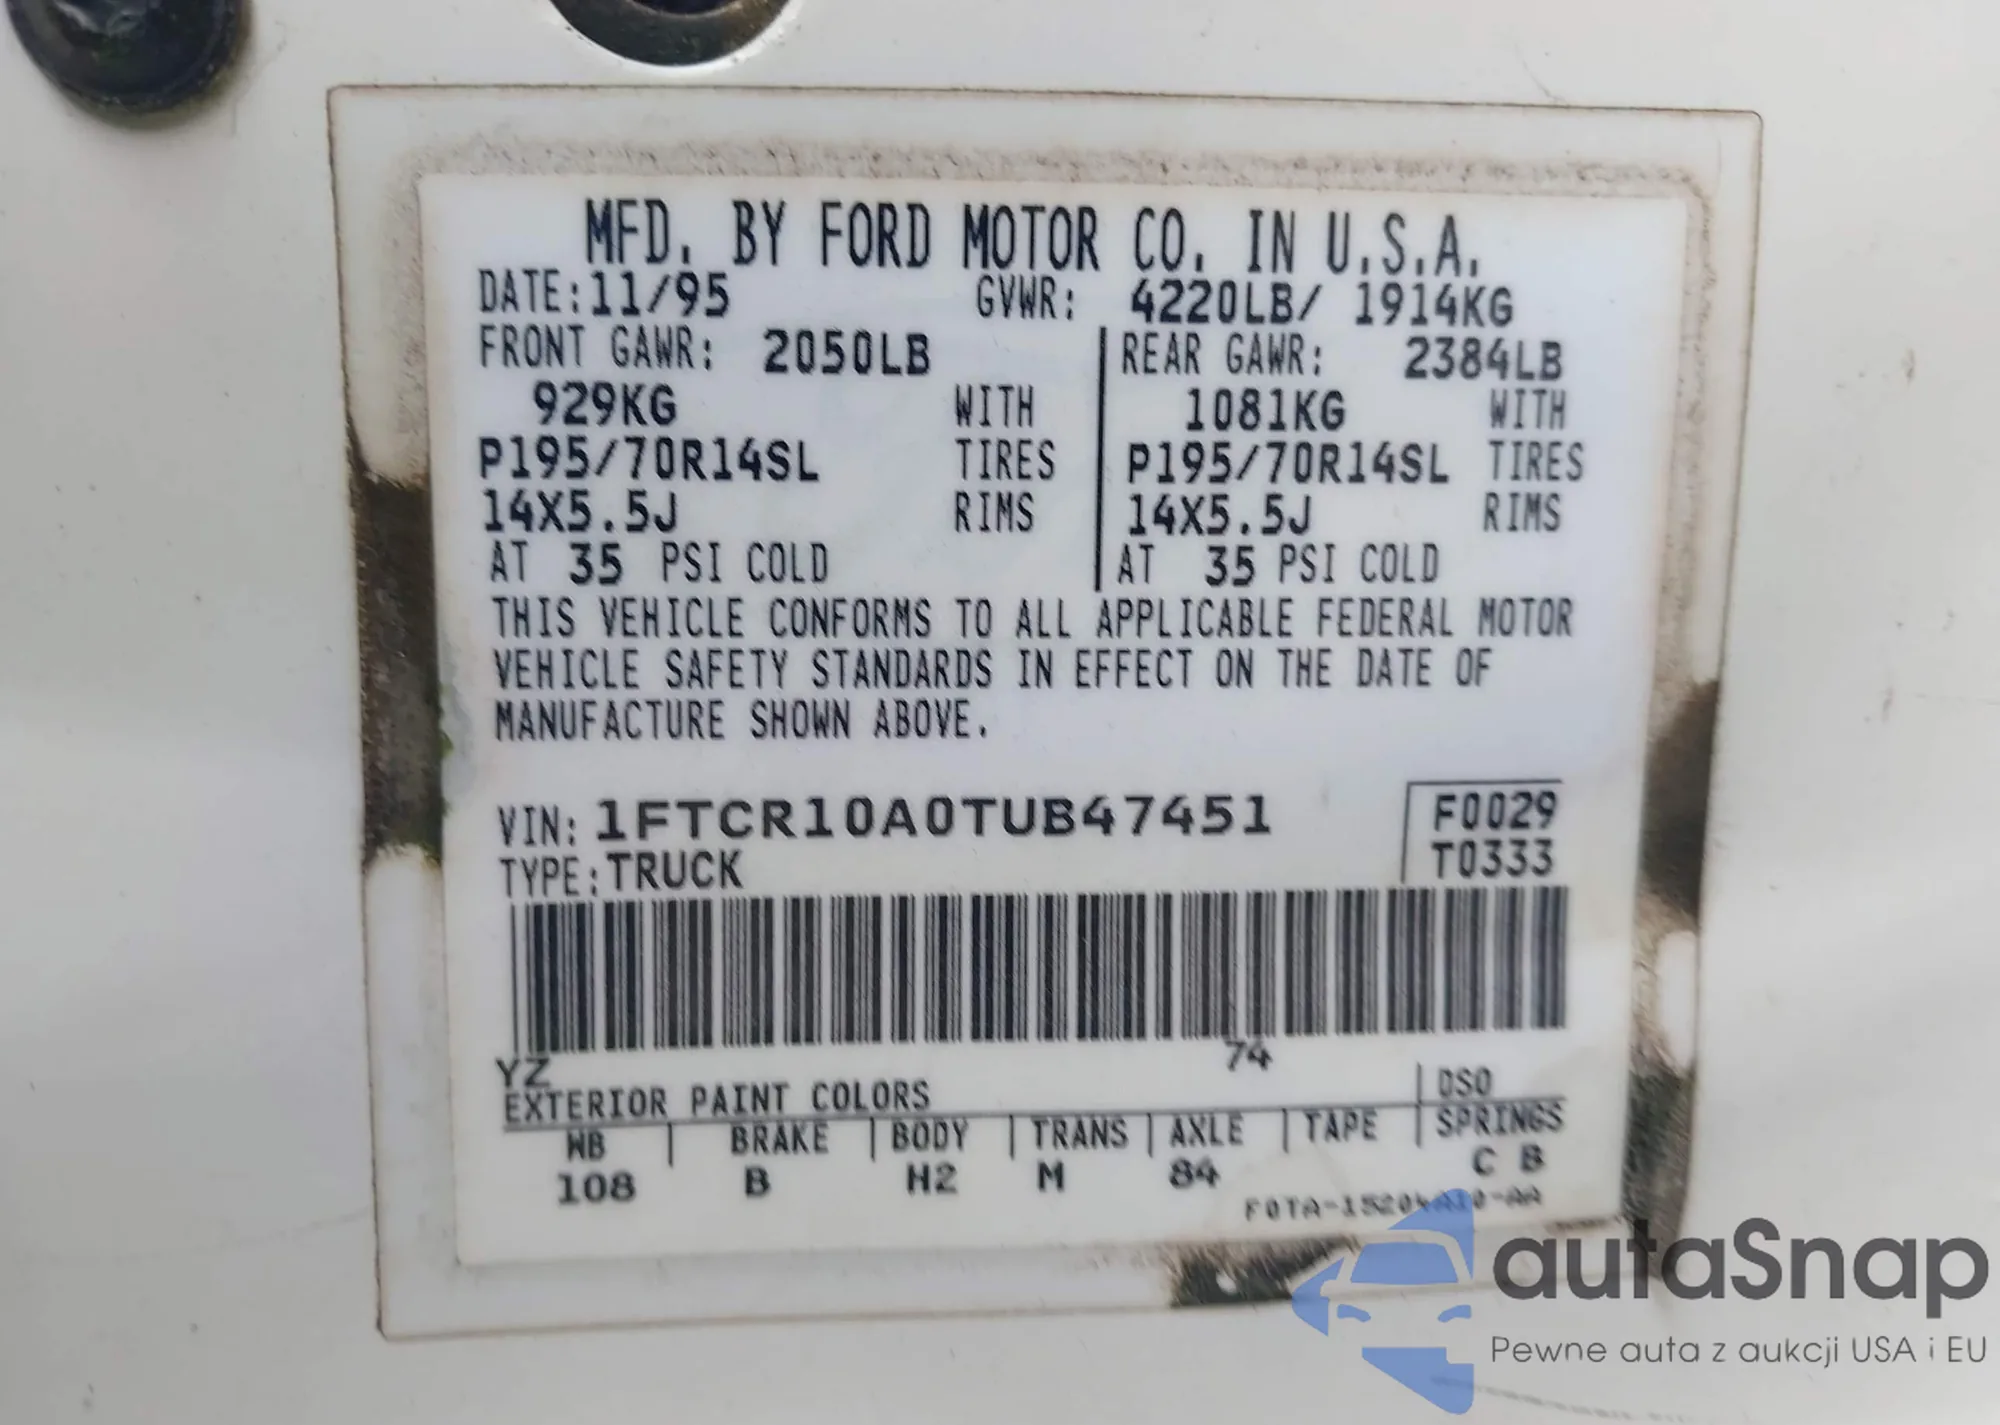 MFD. BY FORD MOTOR CO. IN U.S.A.
DATE: 11/95 GVWR: 4220LB/ 1914KG
FRONT GAWR: 2050LB REAR GAWR: 2384LB
929KG WITH 1081KG WITH
P195/70R14SL TIRES P195/70R14SL TIRES
14X5.5J RIMS 14X5.5J RIMS
AT 35 PSI COLD AT 35 PSI COLD
THIS VEHICLE CONFORMS TO ALL APPLICABLE FEDERAL MOTOR
VEHICLE SAFETY STANDARDS IN EFFECT ON THE DATE OF
MANUFACTURE SHOWN ABOVE.
VIN: 1FTCR10A0TUB47451 F0029
TYPE: TRUCK T0333
YZ 74
EXTERIOR PAINT COLORS DSO
WB BRAKE BODY TRANS AXLE TAPE SPRINGS
108 B H2 M 84 C B
F0TA-15204A10-AA
autaSnap
Pewne auta z aukcji USA i EU